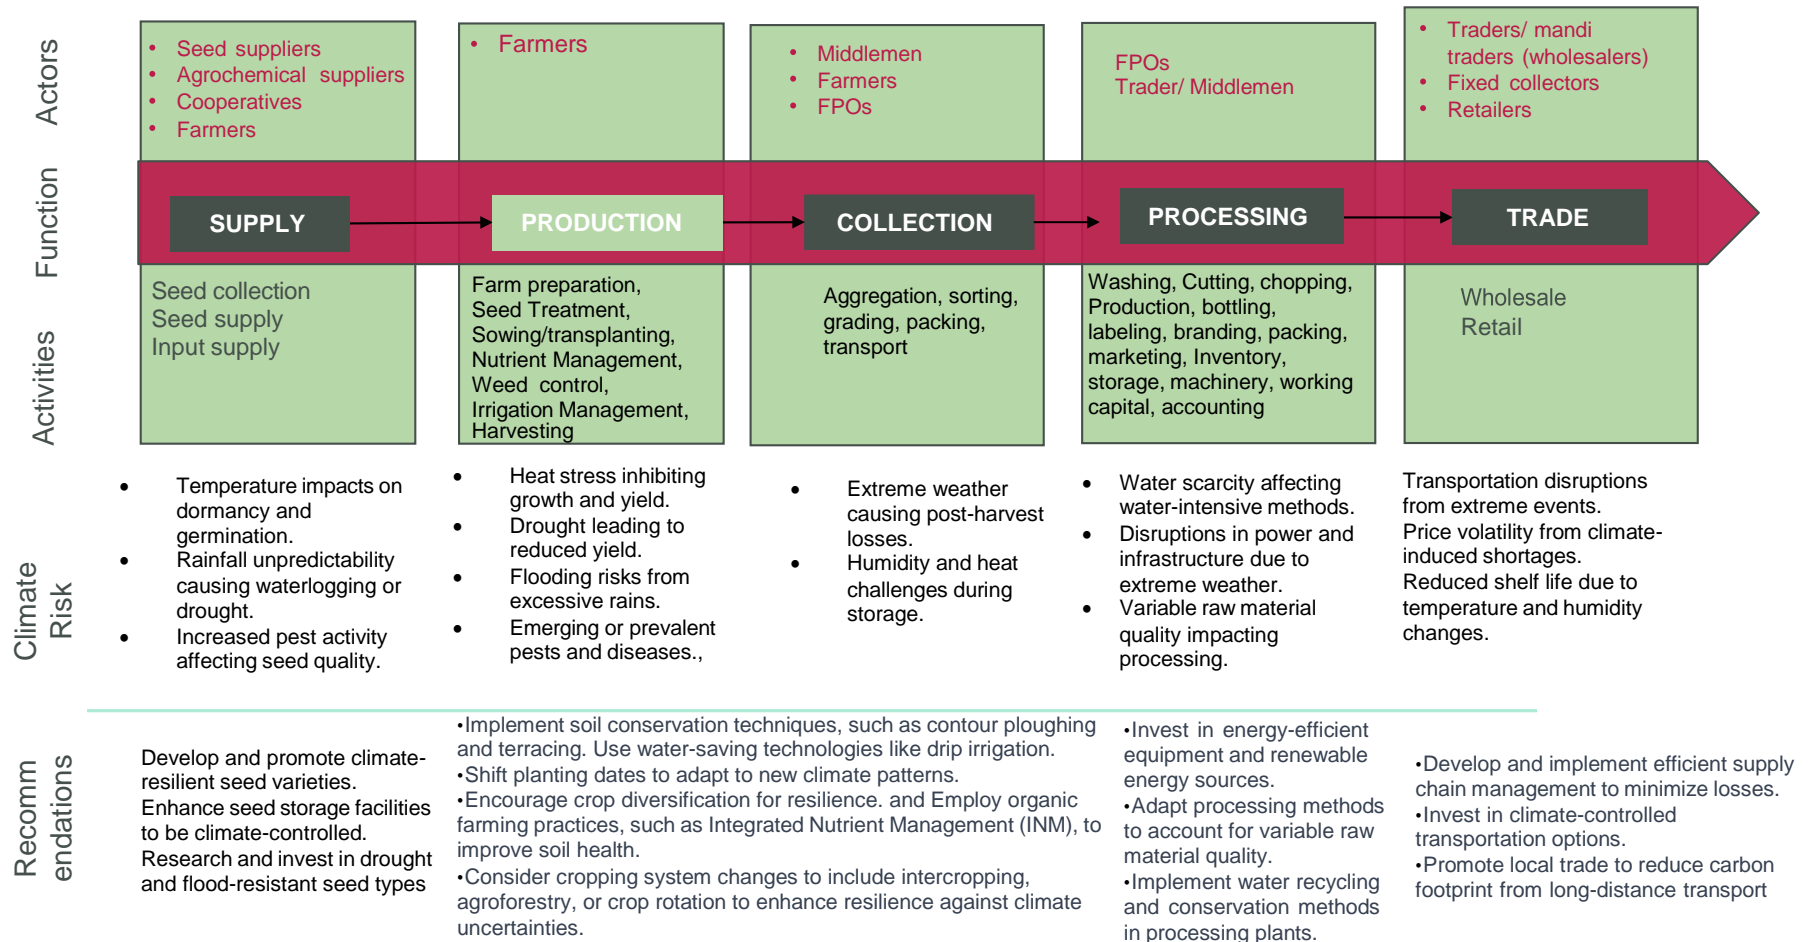 Actors
• Seed suppliers
• Agrochemical suppliers
• Cooperatives
• Farmers
• Farmers
• Middlemen
• Farmers
• FPOs
FPOs
Trader/ Middlemen
• Traders/ mandi
traders (wholesalers)
• Fixed collectors
• Retailers
Function
SUPPLY
PRODUCTION
COLLECTION
PROCESSING
TRADE
Activities
Seed collection
Seed supply
Input supply
Farm preparation,
Seed Treatment,
Sowing/transplanting,
Nutrient Management,
Weed control,
Irrigation Management,
Harvesting
Aggregation, sorting,
grading, packing,
transport
Washing, Cutting, chopping,
Production, bottling,
labeling, branding, packing,
marketing, Inventory,
storage, machinery, working
capital, accounting
Wholesale
Retail
Climate
Risk
• Temperature impacts on
dormancy and
germination.
• Rainfall unpredictability
causing waterlogging or
drought.
• Increased pest activity
affecting seed quality.
• Heat stress inhibiting
growth and yield.
• Drought leading to
reduced yield.
• Flooding risks from
excessive rains.
• Emerging or prevalent
pests and diseases.,
• Extreme weather
causing post-harvest
losses.
• Humidity and heat
challenges during
storage.
• Water scarcity affecting
water-intensive methods.
• Disruptions in power and
infrastructure due to
extreme weather.
• Variable raw material
quality impacting
processing.
Transportation disruptions
from extreme events.
Price volatility from climate-
induced shortages.
Reduced shelf life due to
temperature and humidity
changes.
Recomm
endations
Develop and promote climate-
resilient seed varieties.
Enhance seed storage facilities
to be climate-controlled.
Research and invest in drought
and flood-resistant seed types
•Implement soil conservation techniques, such as contour ploughing
and terracing. Use water-saving technologies like drip irrigation.
•Shift planting dates to adapt to new climate patterns.
•Encourage crop diversification for resilience. and Employ organic
farming practices, such as Integrated Nutrient Management (INM), to
improve soil health.
•Consider cropping system changes to include intercropping,
agroforestry, or crop rotation to enhance resilience against climate
uncertainties.
•Invest in energy-efficient
equipment and renewable
energy sources.
•Adapt processing methods
to account for variable raw
material quality.
•Implement water recycling
and conservation methods
in processing plants.
•Develop and implement efficient supply
chain management to minimize losses.
•Invest in climate-controlled
transportation options.
•Promote local trade to reduce carbon
footprint from long-distance transport